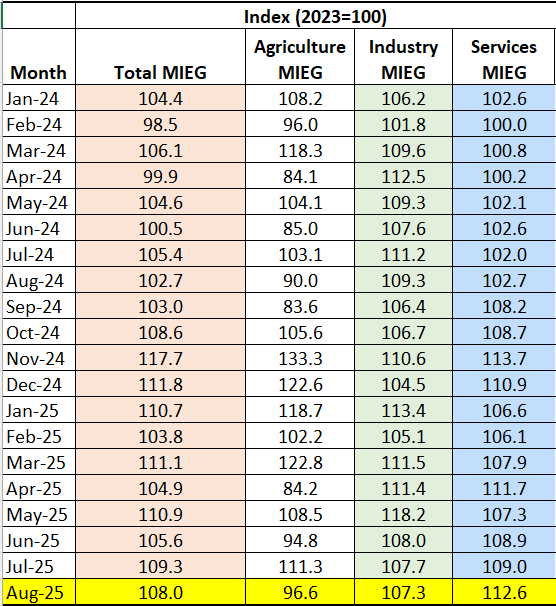 Index (2023=100)
Month Total MIEG Agriculture MIEG Industry MIEG Services MIEG
Jan-24 104.4 108.2 106.2 102.6
Feb-24 98.5 96.0 101.8 100.0
Mar-24 106.1 118.3 109.6 100.8
Apr-24 99.9 84.1 112.5 100.2
May-24 104.6 104.1 109.3 102.1
Jun-24 100.5 85.0 107.6 102.6
Jul-24 105.4 103.1 111.2 102.0
Aug-24 102.7 90.0 109.3 102.7
Sep-24 103.0 83.6 106.4 108.2
Oct-24 108.6 105.6 106.7 108.7
Nov-24 117.7 133.3 110.6 113.7
Dec-24 111.8 122.6 104.5 110.9
Jan-25 110.7 118.7 113.4 106.6
Feb-25 103.8 102.2 105.1 106.1
Mar-25 111.1 122.8 111.5 107.9
Apr-25 104.9 84.2 111.4 111.7
May-25 110.9 108.5 118.2 107.3
Jun-25 105.6 94.8 108.0 108.9
Jul-25 109.3 111.3 107.7 109.0
Aug-25 108.0 96.6 107.3 112.6